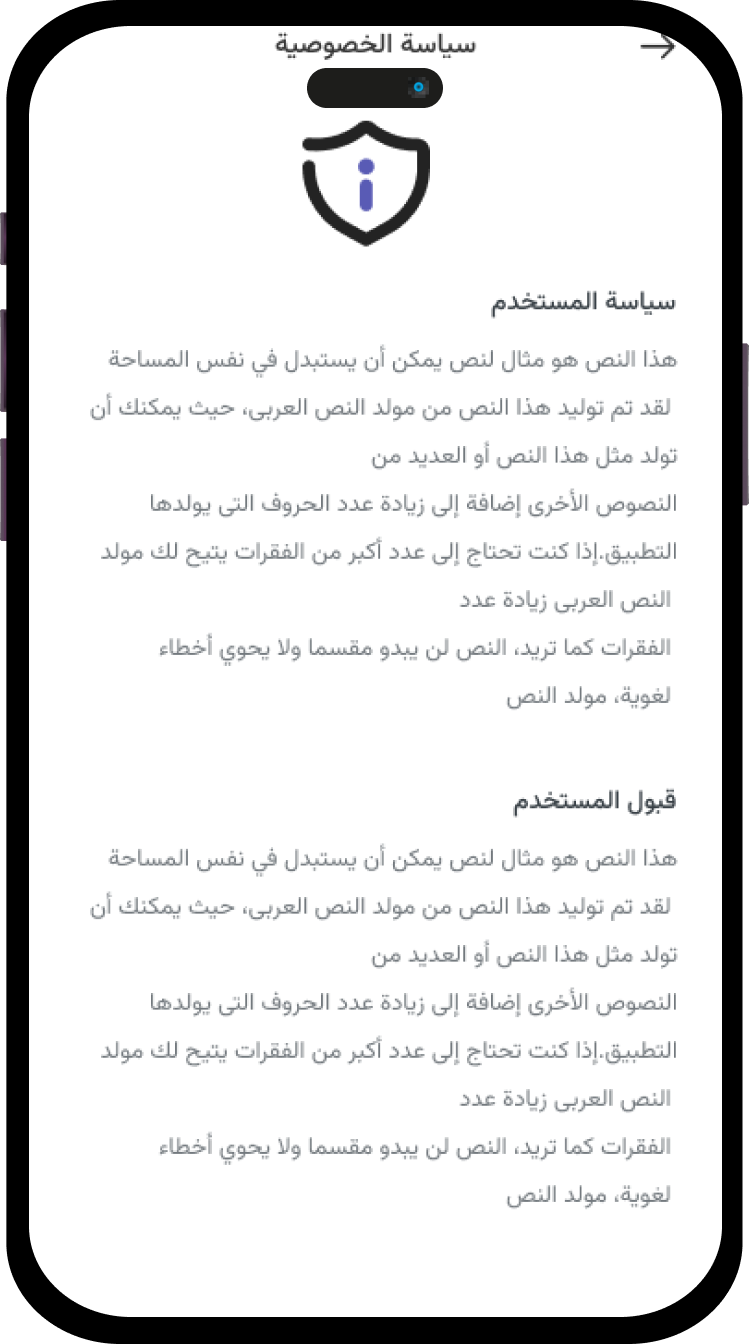 سياسة الخصوصية
سياسة المستخدم
هذا النص هو مثال لنص يمكن أن يستبدل في نفس المساحة
لقد تم توليد هذا النص من مولد النص العربى، حيث يمكنك أن
تولد مثل هذا النص أو العديد من
النصوص الأخرى إضافة إلى زيادة عدد الحروف التى يولدها
التطبيق.إذا كنت تحتاج إلى عدد أكبر من الفقرات يتيح لك مولد
النص العربى زيادة عدد
الفقرات كما تريد، النص لن يبدو مقسما ولا يحوي أخطاء
لغوية، مولد النص
قبول المستخدم
هذا النص هو مثال لنص يمكن أن يستبدل في نفس المساحة
لقد تم توليد هذا النص من مولد النص العربى، حيث يمكنك أن
تولد مثل هذا النص أو العديد من
النصوص الأخرى إضافة إلى زيادة عدد الحروف التى يولدها
التطبيق.إذا كنت تحتاج إلى عدد أكبر من الفقرات يتيح لك مولد
النص العربى زيادة عدد
الفقرات كما تريد، النص لن يبدو مقسما ولا يحوي أخطاء
لغوية، مولد النص